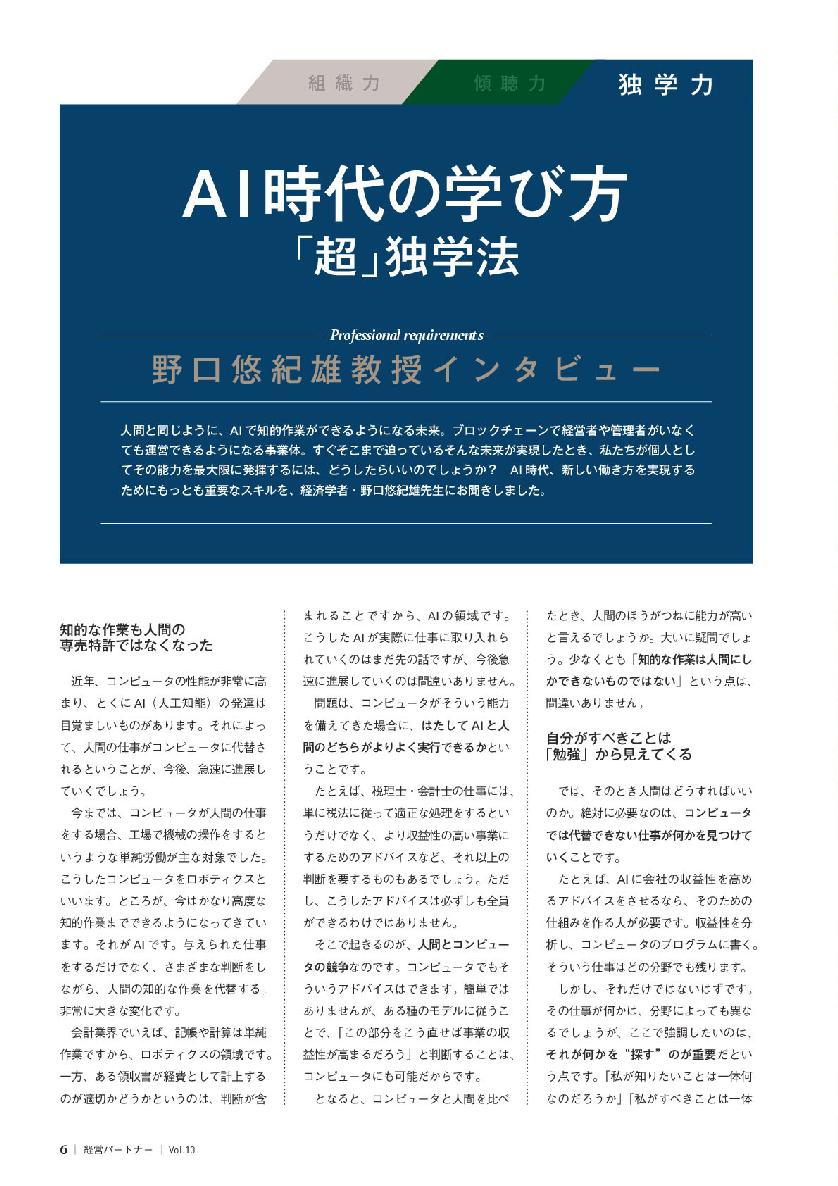 組織力
傾聴力
独学力
AI時代の学び方
「超」独学法
Professional requirements
野口悠紀雄教授インタビュー
人間と同じように、AIで知的作業ができるようになる未来。ブロックチェーンで経営者や管理者がいなく
ても運営できるようになる事業体。すぐそこまで迫っているそんな未来が実現したとき、私たちが個人とし
てその能力を最大限に発揮するには、どうしたらいいのでしょうか？　AI時代、新しい働き方を実現する
ためにもっとも重要なスキルを、経済学者・野口悠紀雄先生にお聞きしました。
知的な作業も人間の
専売特許ではなくなった
　近年、コンピュータの性能が非常に高
まり、とくにAI（人工知能）の発達は
目覚ましいものがあります。それによっ
て、人間の仕事がコンピュータに代替さ
れるということが、今後、急速に進展し
ていくでしょう。
　今までは、コンピュータが人間の仕事
をする場合、工場で機械の操作をすると
いうような単純労働が主な対象でした。
こうしたコンピュータをロボティクスと
いいます。ところが、今はかなり高度な
知的作業までできるようになってきてい
ます。それがAIです。与えられた仕事
をするだけでなく、さまざまな判断をし
ながら、人間の知的な作業を代替する。
非常に大きな変化です。
　会計業界でいえば、記帳や計算は単純
作業ですから、ロボティクスの領域です。
一方、ある領収書が経費として計上する
のが適切かどうかというのは、判断が含
まれることですから、AIの領域です。
こうしたAIが実際に仕事に取り入れら
れていくのはまだ先の話ですが、今後急
速に進展していくのは間違いありません。
　問題は、コンピュータがそういう能力
を備えてきた場合に、はたしてAIと人
間のどちらがよりよく実行できるかとい
うことです。
　たとえば、税理士・会計士の仕事には、
単に税法に従って適正な処理をするとい
うだけでなく、より収益性の高い事業に
するためのアドバイスなど、それ以上の
判断を要するものもあるでしょう。ただ
し、こうしたアドバイスは必ずしも全員
ができるわけではありません。
　そこで起きるのが、人間とコンピュー
タの競争なのです。コンピュータでもそ
ういうアドバイスはできます。簡単では
ありませんが、ある種のモデルに従うこ
とで、「この部分をこう直せば事業の収
益性が高まるだろう」と判断することは、
コンピュータにも可能だからです。
　となると、コンピュータと人間を比べ
たとき、人間のほうがつねに能力が高い
と言えるでしょうか。大いに疑問でしょ
う。少なくとも「知的な作業は人間にし
かできないものではない」という点は、
間違いありません。
自分がすべきことは
「勉強」から見えてくる
　では、そのとき人間はどうすればいい
のか。絶対に必要なのは、コンピュータ
では代替できない仕事が何かを見つけて
いくことです。
　たとえば、AIに会社の収益性を高め
るアドバイスをさせるなら、そのための
仕組みを作る人が必要です。収益性を分
析し、コンピュータのプログラムに書く。
そういう仕事はどの分野でも残ります。
　しかし、それだけではないはずです。
その仕事が何かは、分野によっても異な
るでしょうが、ここで強調したいのは、
それが何かを“探す”のが重要だとい
う点です。「私が知りたいことは一体何
なのだろうか」「私がすべきことは一体
6｜経営パートナー｜Vol.10